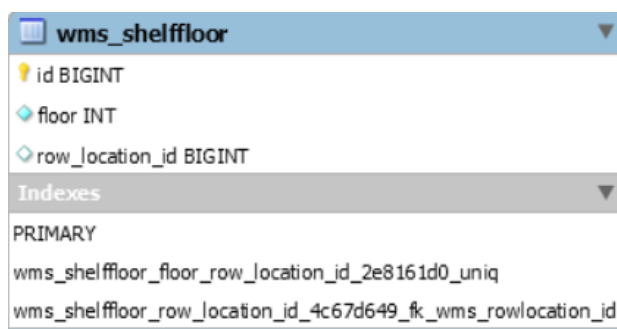 wms_shelffloor
id BIGINT
floor INT
row_location_id BIGINT
Indexes
PRIMARY
wms_shelffloor_floor_row_location_id_2e8161d0_uniq
wms_shelffloor_row_location_id_4c67d649_fk_wms_rowlocation_id